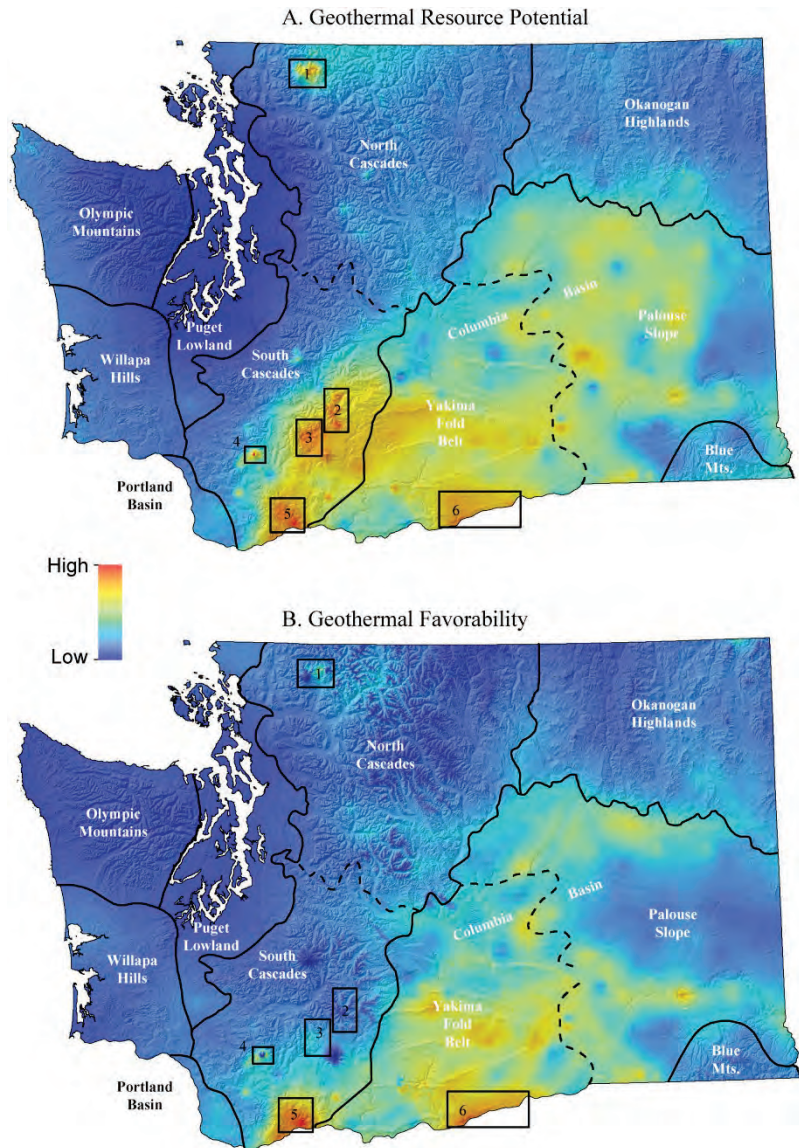 A. Geothermal Resource Potential
1
Okanogan
Highlands
North
Cascades
Olympic
Mountains
Basin
Palouse
Slope
Columbia
Puget
Lowland
Willapa
Hills
South
Cascades
2
3
4
Yakima
Fold
Belt
Blue
Mts.
Portland
Basin
5
6
High
Low
B. Geothermal Favorability
1
Okanogan
Highlands
North
Cascades
Olympic
Mountains
Basin
Palouse
Slope
Columbia
Puget
Lowland
Willapa
Hills
South
Cascades
2
3
4
Yakima
Fold
Belt
Blue
Mts.
Portland
Basin
5
6